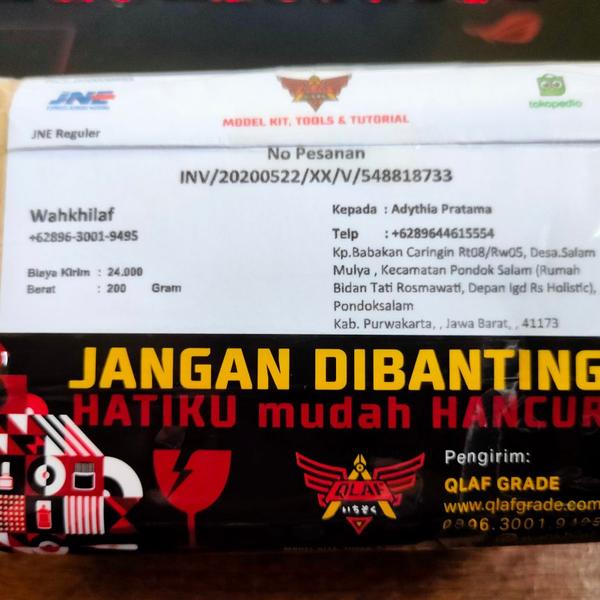 JNE
tokopedia
MODEL KIT, TOOLS & TUTORIAL
JNE Reguler
No Pesanan
INV/20200522/XX/V/548818733
Wahkhilaf
+62896-3001-9495
Biaya Kirim : 24.000
Berat : 200 Gram
Kepada : Adythia Pratama
Telp : +6289644615554
Kp.Babakan Caringin Rt08/Rw05, Desa.Salam
Mulya , Kecamatan Pondok Salam (Rumah
Bidan Tati Rosmawati, Depan Igd Rs Holistic),
Pondoksalam
Kab. Purwakarta, , Jawa Barat, , 41173
JANGAN DIBANTING
HATIKU mudah HANCUR
QLAF
Pengirim:
QLAF GRADE
www.qlafgrade.com
0896.3001.9495